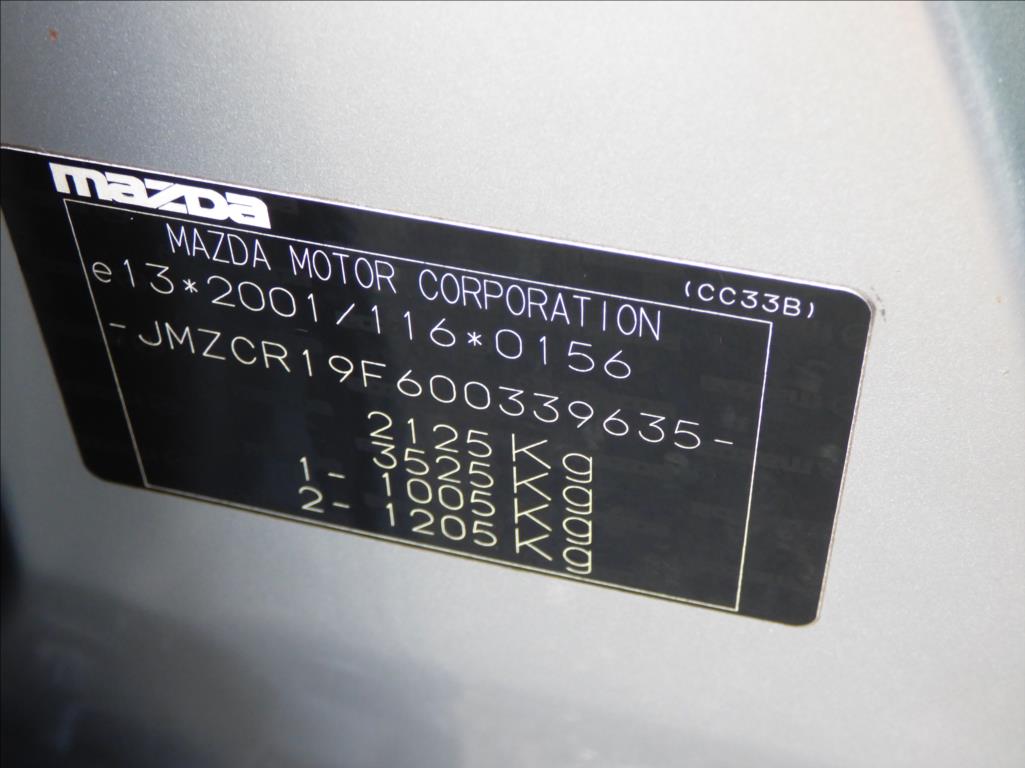 mazda
MAZDA MOTOR CORPORATION
(CC33B)
e13*2001/116*0156
-JMZCR19F600339635-
2125 Kg
3525 Kg
1- 1005 Kg
2- 1205 Kg